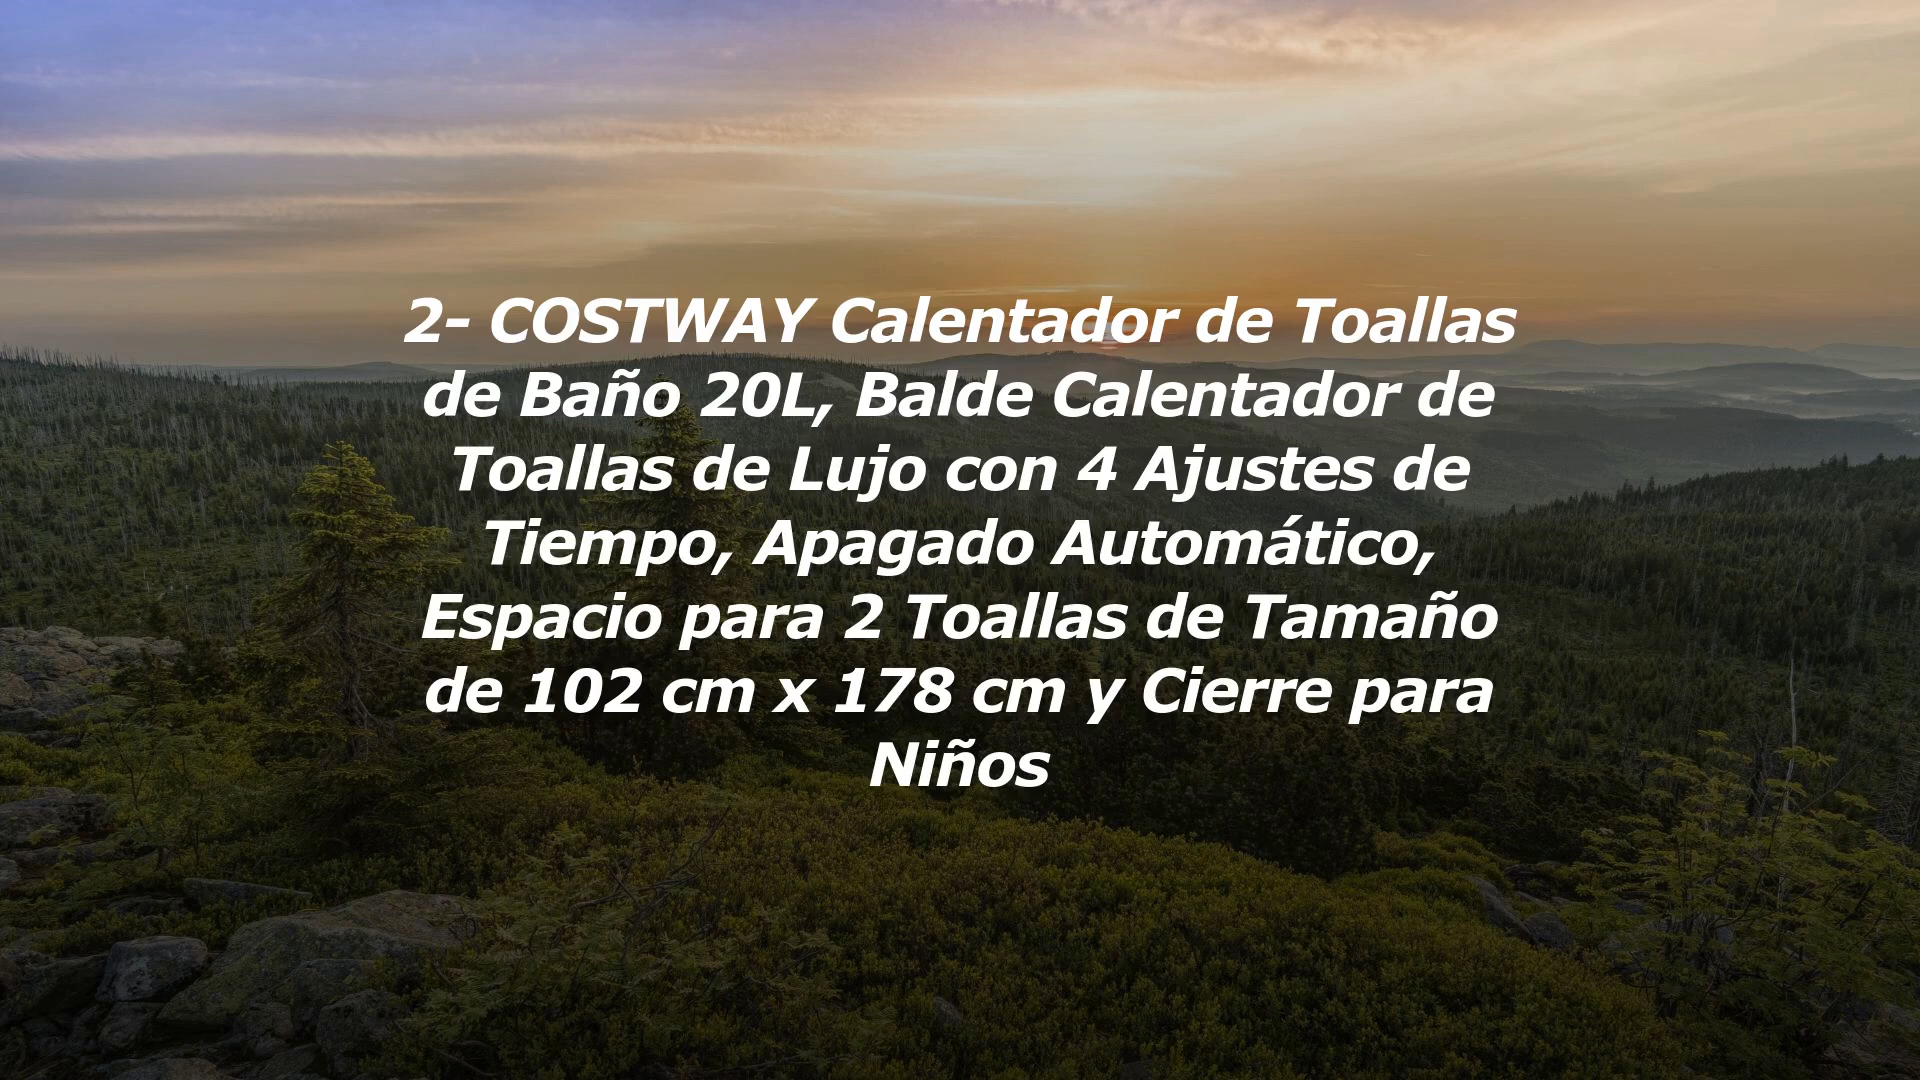 2- COSTWAY Calentador de Toallas
de Baño 20L, Balde Calentador de
Toallas de Lujo con 4 Ajustes de
Tiempo, Apagado Automático,
Espacio para 2 Toallas de Tamaño
de 102 cm x 178 cm y Cierre para
Niños